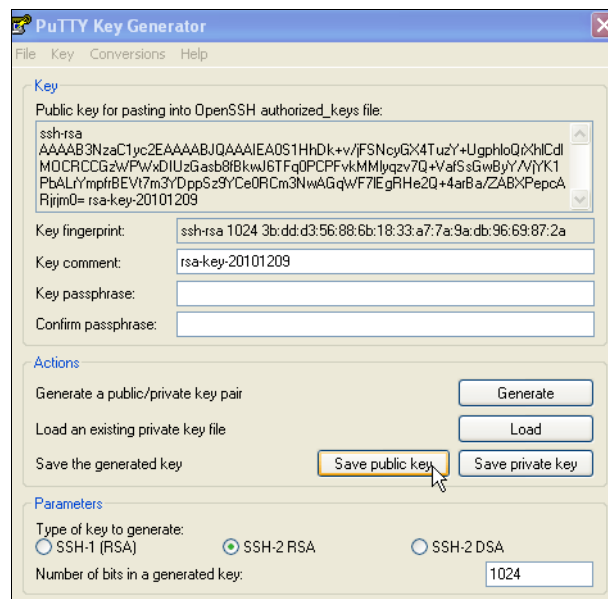 PuTTY Key Generator
File Key Conversions Help
Key
Public key for pasting into OpenSSH authorized_keys file:
ssh-rsa
AAAAB3NzaC1yc2EAAAABJQAAAIEA0S1HhDk+v/jFSNcyGX4TuzY+UgphloQrXhlCdl
MOCRCCGzWPWxDIUzGasb8fBkwJ6TFq0PCPFvkMMlyqzv7Q+VafSsGwByY/VjYK1
PbALrYmpfrBEVt7m3YDppSz9YCe0RCm3NwAGqWF7lEgRHe2Q+4arBa/ZABXPepcA
Rjrjm0= rsa-key-20101209
Key fingerprint: ssh-rsa 1024 3b:dd:d3:56:88:6b:18:33:a7:7a:9a:db:96:69:87:2a
Key comment: rsa-key-20101209
Key passphrase:
Confirm passphrase:
Actions
Generate a public/private key pair Generate
Load an existing private key file Load
Save the generated key Save public key Save private key
Parameters
Type of key to generate:
SSH-1 (RSA) SSH-2 RSA SSH-2 DSA
Number of bits in a generated key: 1024